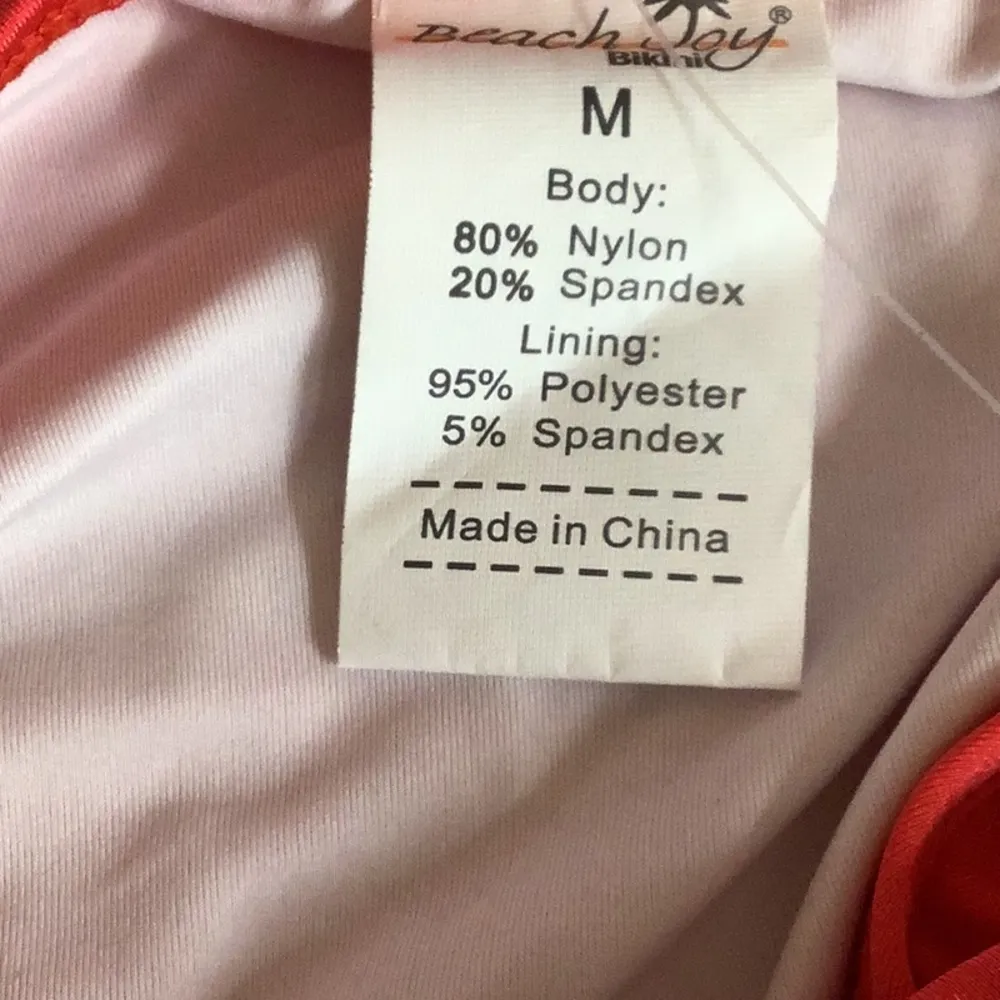 Beach Joy®
Bikini
M
Body:
80% Nylon
20% Spandex
Lining:
95% Polyester
5% Spandex
Made in China